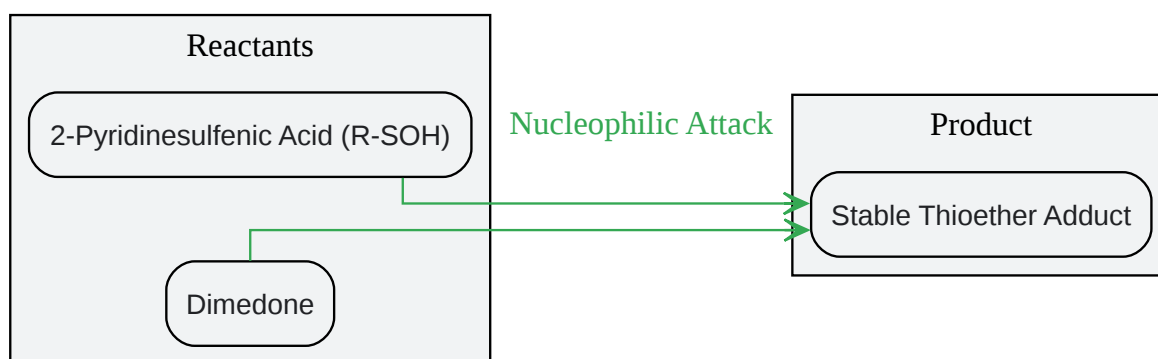 Reactants
2-Pyridinesulfenic Acid (R-SOH)
Dimedone
Nucleophilic Attack
Product
Stable Thioether Adduct